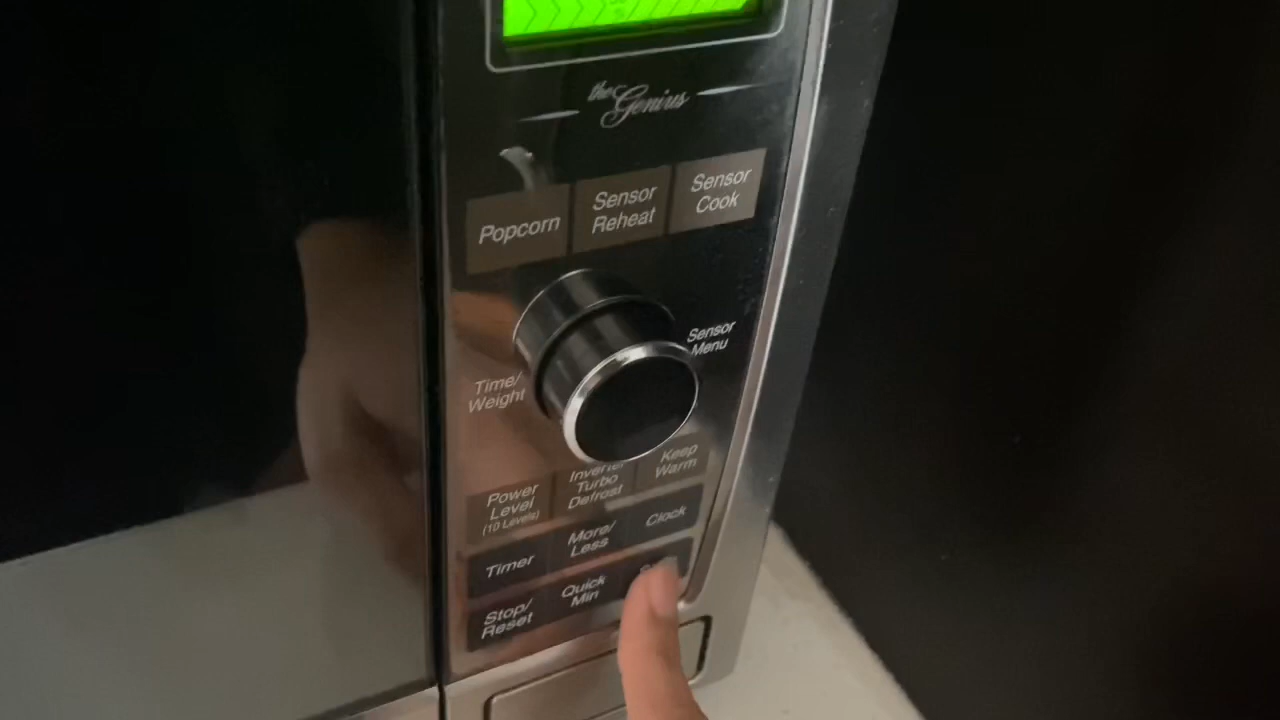 the Genius
Popcorn
Sensor
Reheat
Sensor
Cook
Sensor
Menu
Time/
Weight
Power
Level
(10 Levels)
Inverter
Turbo
Defrost
Keep
Warm
Timer
More/
Less
Clock
Stop/
Reset
Quick
Min